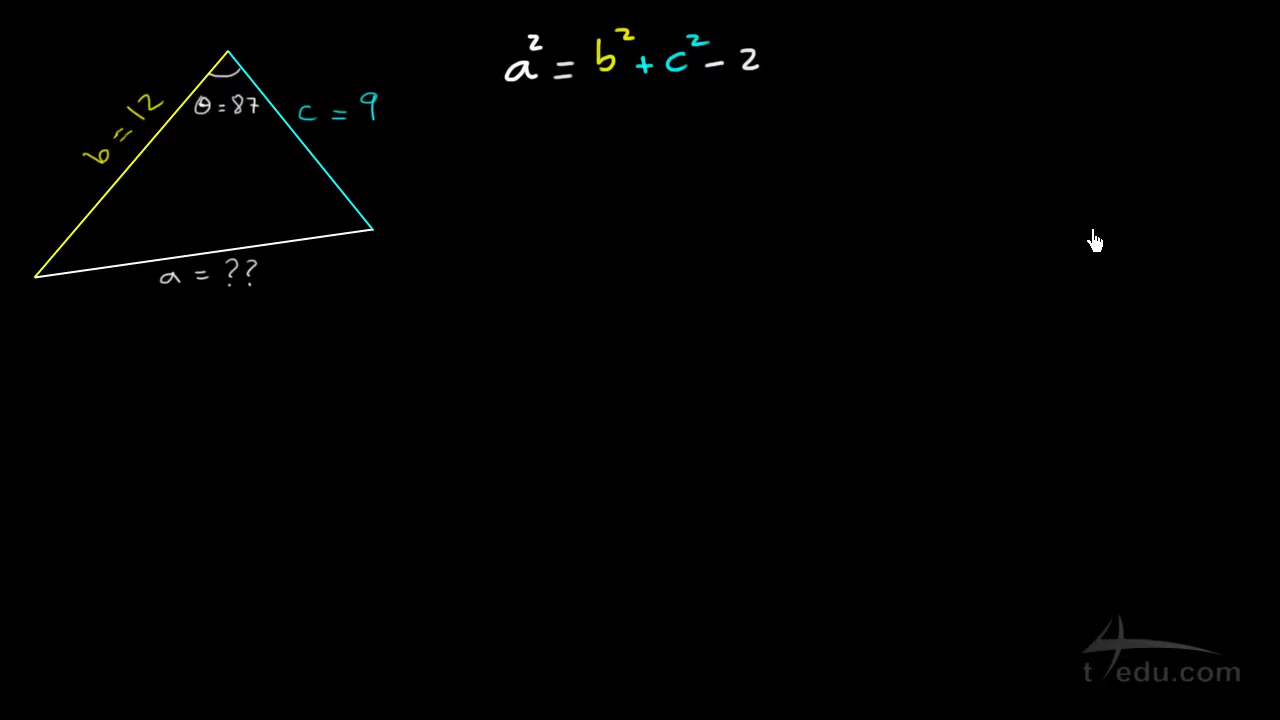 a² = b² + c² - 2
b = 12
θ = 87
c = 9
a = ??
t edu.com